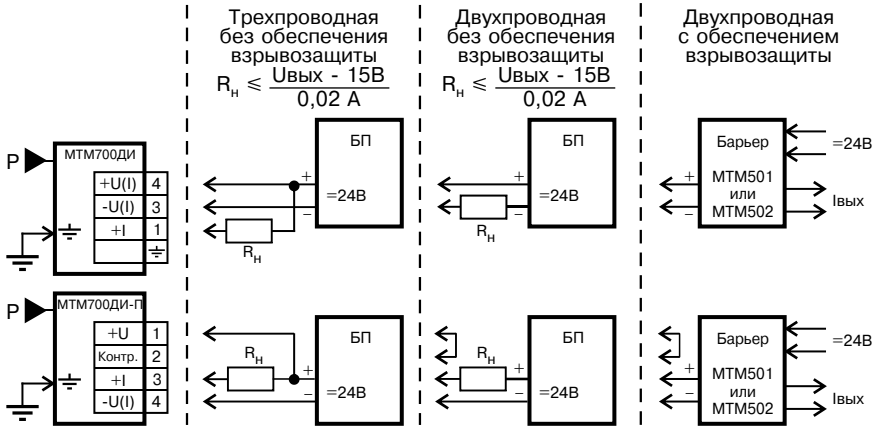 Трехпроводная
без обеспечения
взрывозащиты
Rн ⩽ Uвых - 15В
0,02 А
Двухпроводная
без обеспечения
взрывозащиты
Rн ⩽ Uвых - 15В
0,02 А
Двухпроводная
с обеспечением
взрывозащиты
P
МТМ700ДИ
+U(I) 4
-U(I) 3
+I 1
+
−
Rн
БП
=24В
+
−
Rн
БП
=24В
+
−
Барьер
МТМ501
или
МТМ502
=24В
Iвых
P
МТМ700ДИ-П
+U 1
Контр. 2
+I 3
-U(I) 4
Rн
+
−
БП
=24В
Rн
+
−
БП
=24В
+
−
Барьер
МТМ501
или
МТМ502
=24В
Iвых